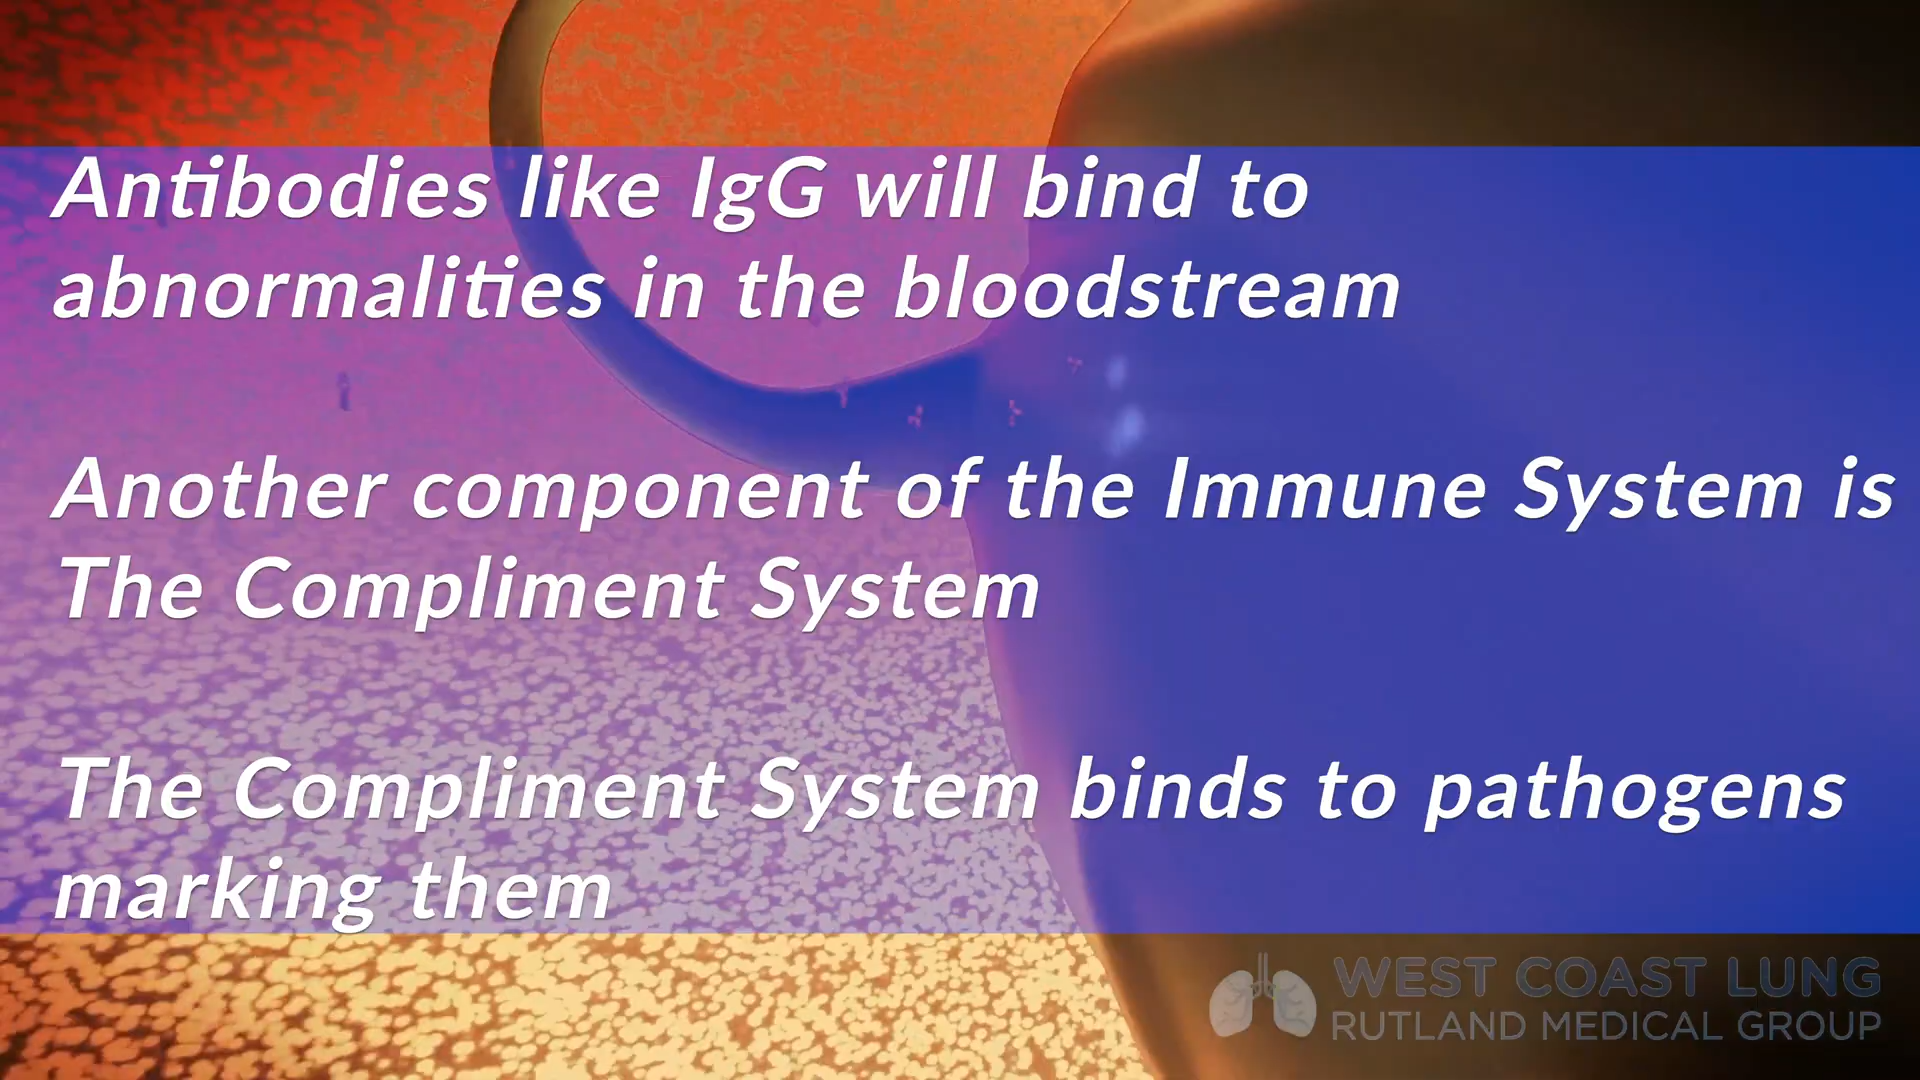 Antibodies like IgG will bind to
abnormalities in the bloodstream
Another component of the Immune System is
The Compliment System
The Compliment System binds to pathogens
marking them
WEST COAST LUNG
RUTLAND MEDICAL GROUP